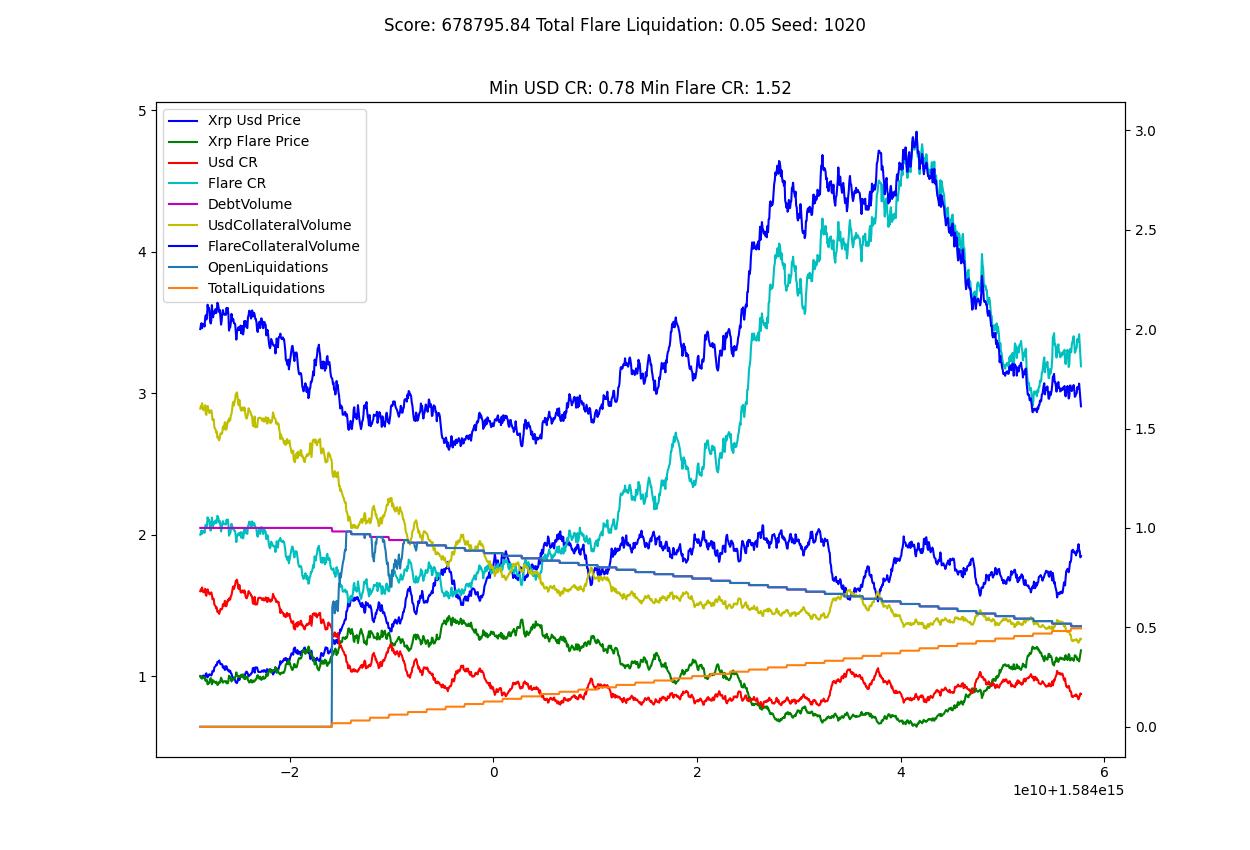 Score: 678795.84 Total Flare Liquidation: 0.05 Seed: 1020
Min USD CR: 0.78 Min Flare CR: 1.52
Xrp Usd Price
Xrp Flare Price
Usd CR
Flare CR
DebtVolume
UsdCollateralVolume
FlareCollateralVolume
OpenLiquidations
TotalLiquidations
5
4
3
2
1
3.0
2.5
2.0
1.5
1.0
0.5
0.0
−2
0
2
4
6
1e10+1.584e15